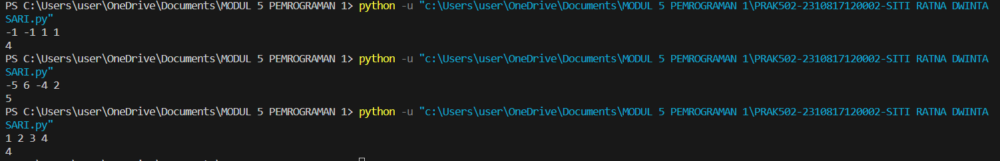 PS C:\Users\user\OneDrive\Documents\MODUL 5 PEMROGRAMAN 1> python -u "c:\Users\user\OneDrive\Documents\MODUL 5 PEMROGRAMAN 1\PRAK502-2310817120002-SITI RATNA DWINTA
SARI.py"
-1 -1 1 1
4
PS C:\Users\user\OneDrive\Documents\MODUL 5 PEMROGRAMAN 1> python -u "c:\Users\user\OneDrive\Documents\MODUL 5 PEMROGRAMAN 1\PRAK502-2310817120002-SITI RATNA DWINTA
SARI.py"
-5 6 -4 2
5
PS C:\Users\user\OneDrive\Documents\MODUL 5 PEMROGRAMAN 1> python -u "c:\Users\user\OneDrive\Documents\MODUL 5 PEMROGRAMAN 1\PRAK502-2310817120002-SITI RATNA DWINTA
SARI.py"
1 2 3 4
4